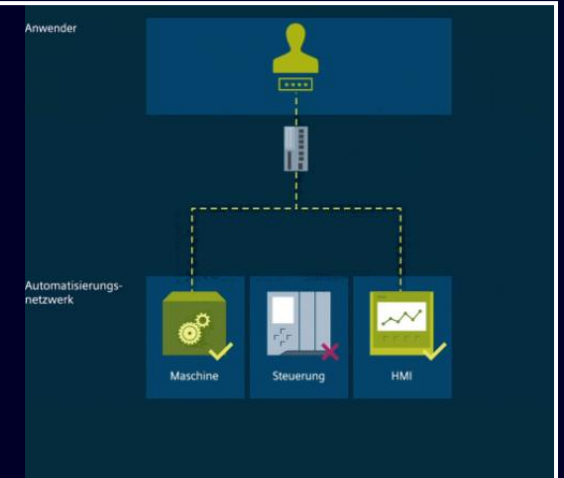 Anwender
Automatisierungs-
netzwerk
Maschine
Steuerung
HMI